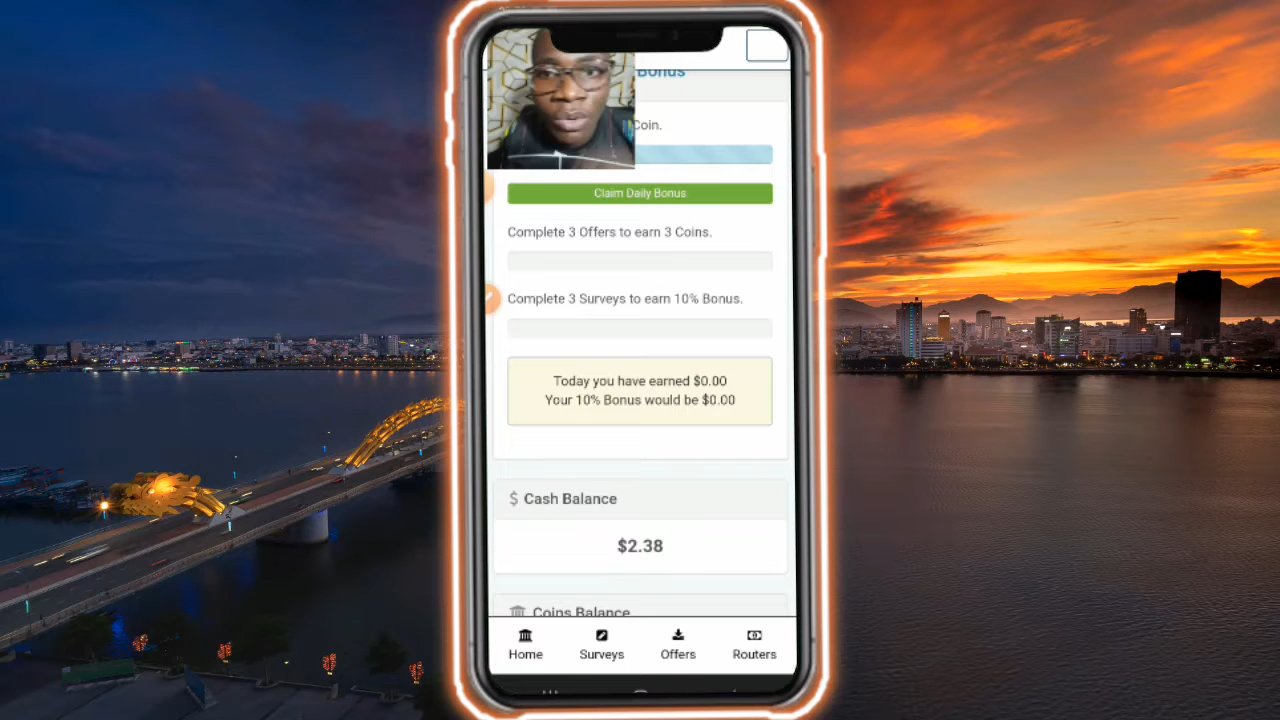 Bonus
Coin.
Claim Daily Bonus
Complete 3 Offers to earn 3 Coins.
Complete 3 Surveys to earn 10% Bonus.
Today you have earned $0.00
Your 10% Bonus would be $0.00
$ Cash Balance
$2.38
Coins Balance
Home
Surveys
Offers
Routers